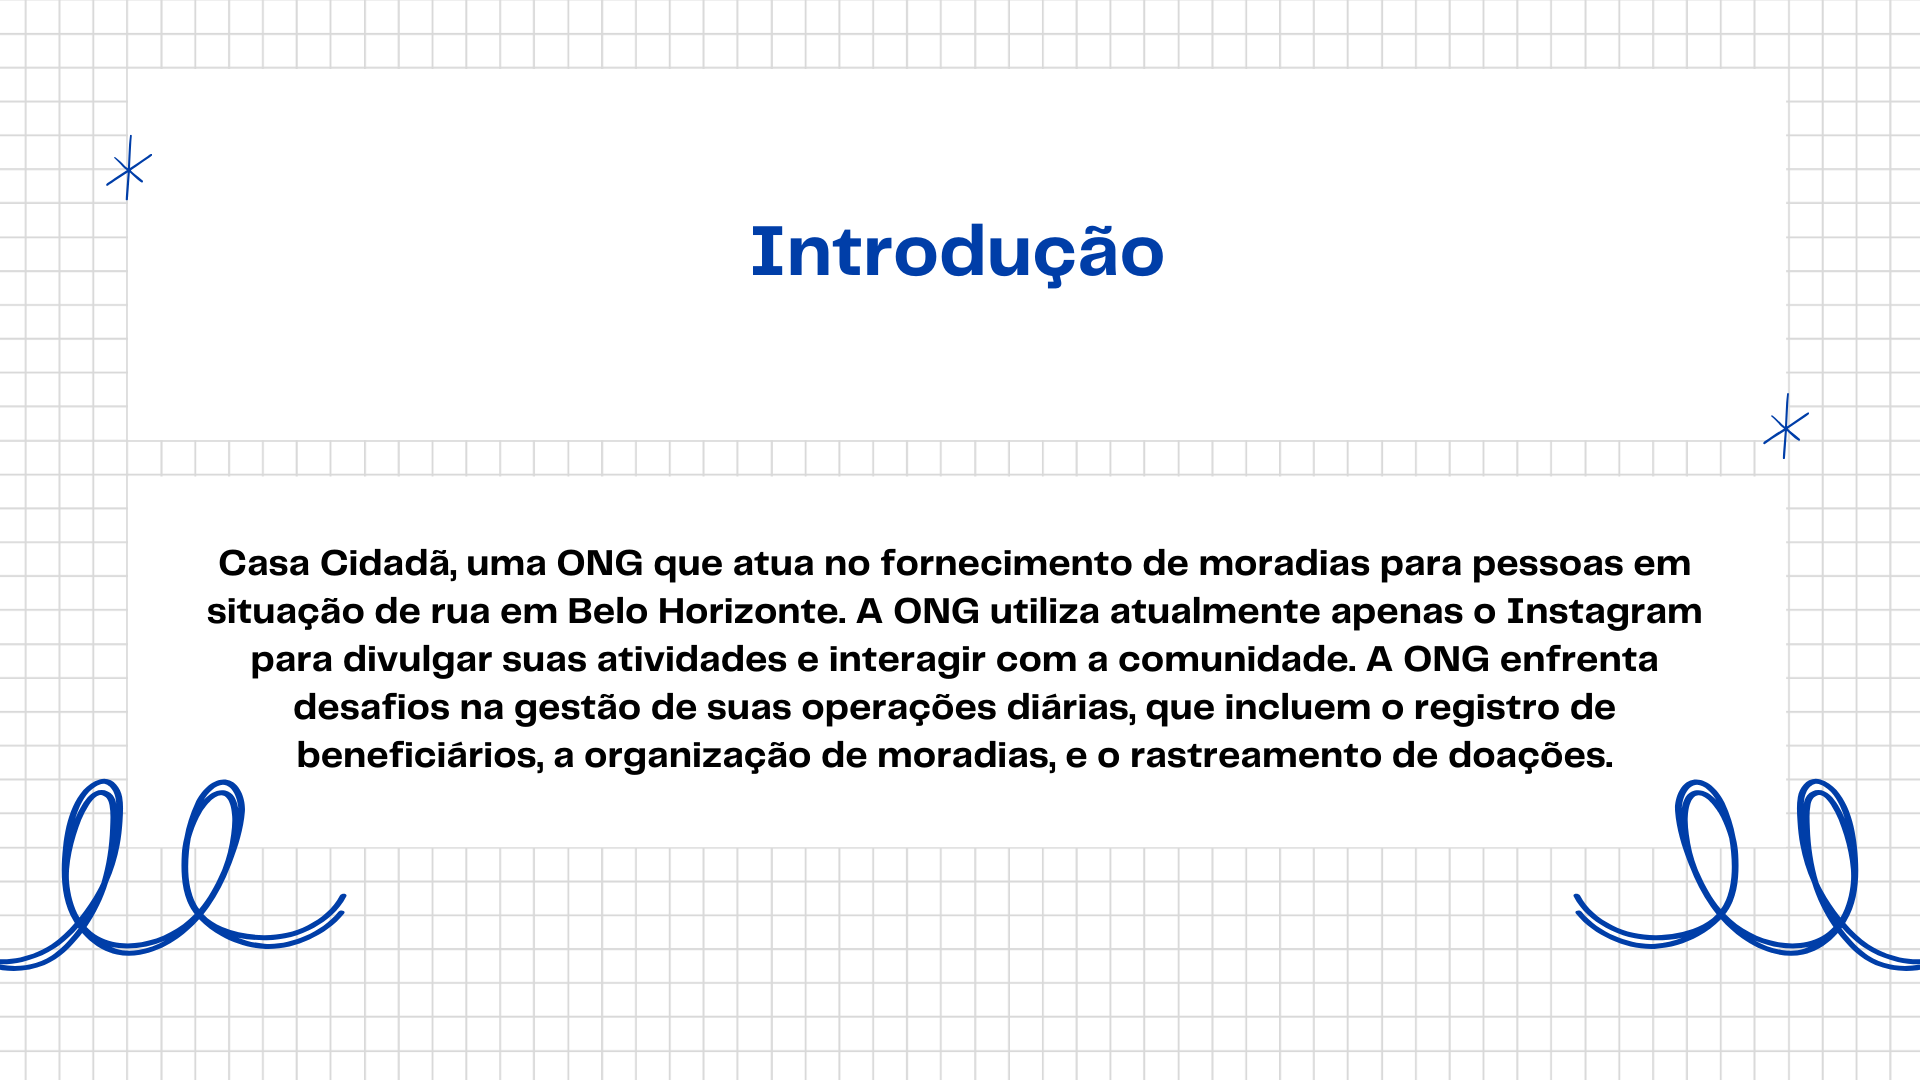 Introdução
Casa Cidadã, uma ONG que atua no fornecimento de moradias para pessoas em
situação de rua em Belo Horizonte. A ONG utiliza atualmente apenas o Instagram
para divulgar suas atividades e interagir com a comunidade. A ONG enfrenta
desafios na gestão de suas operações diárias, que incluem o registro de
beneficiários, a organização de moradias, e o rastreamento de doações.